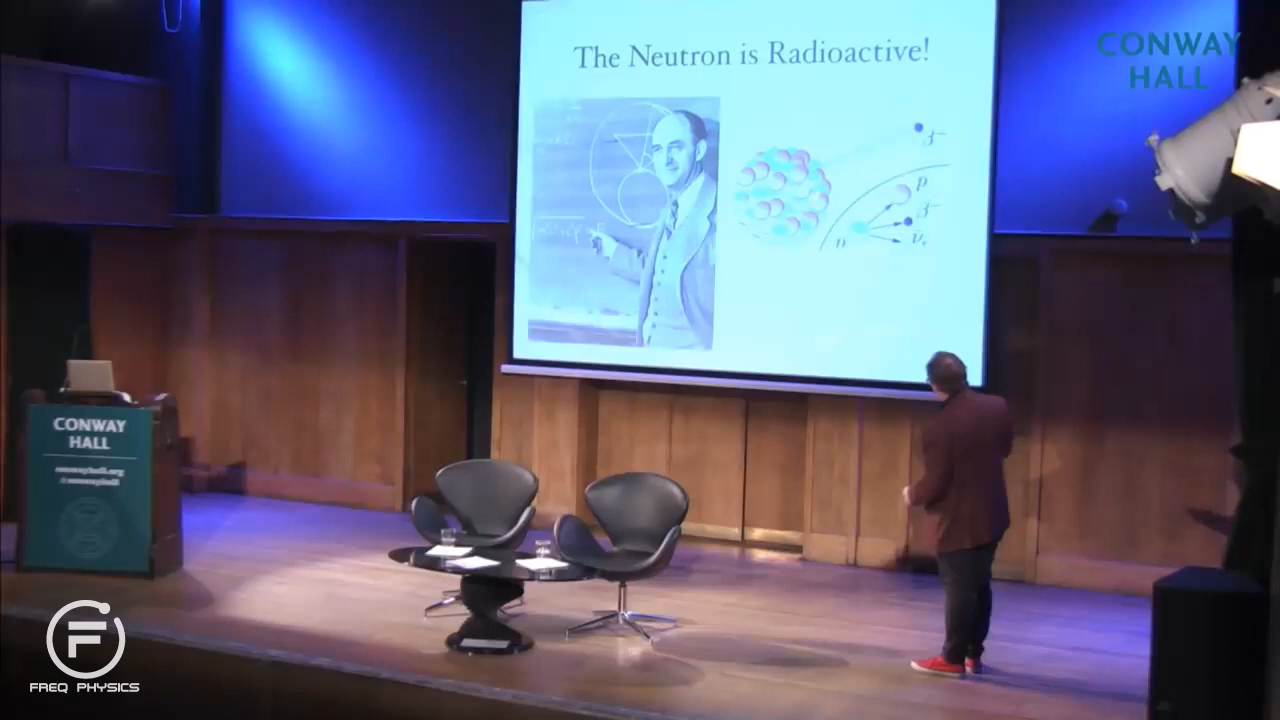 The Neutron is Radioactive!
CONWAY
HALL
β⁻
p
β⁻
n
ν̄ₑ
CONWAY
HALL
conwayhall.org
@conwayhall
F
FREQ PHYSICS